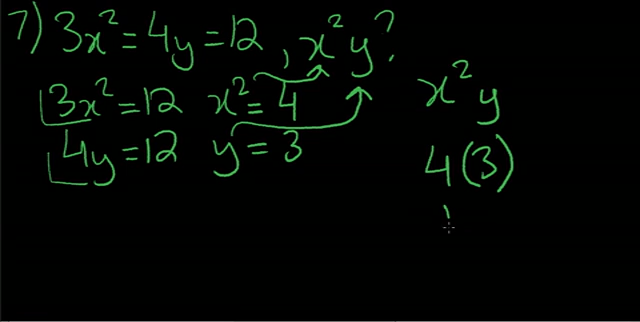 7) 3x² = 4y = 12, x²y?
3x² = 12 x² = 4
4y = 12 y = 3
x²y
4(3)